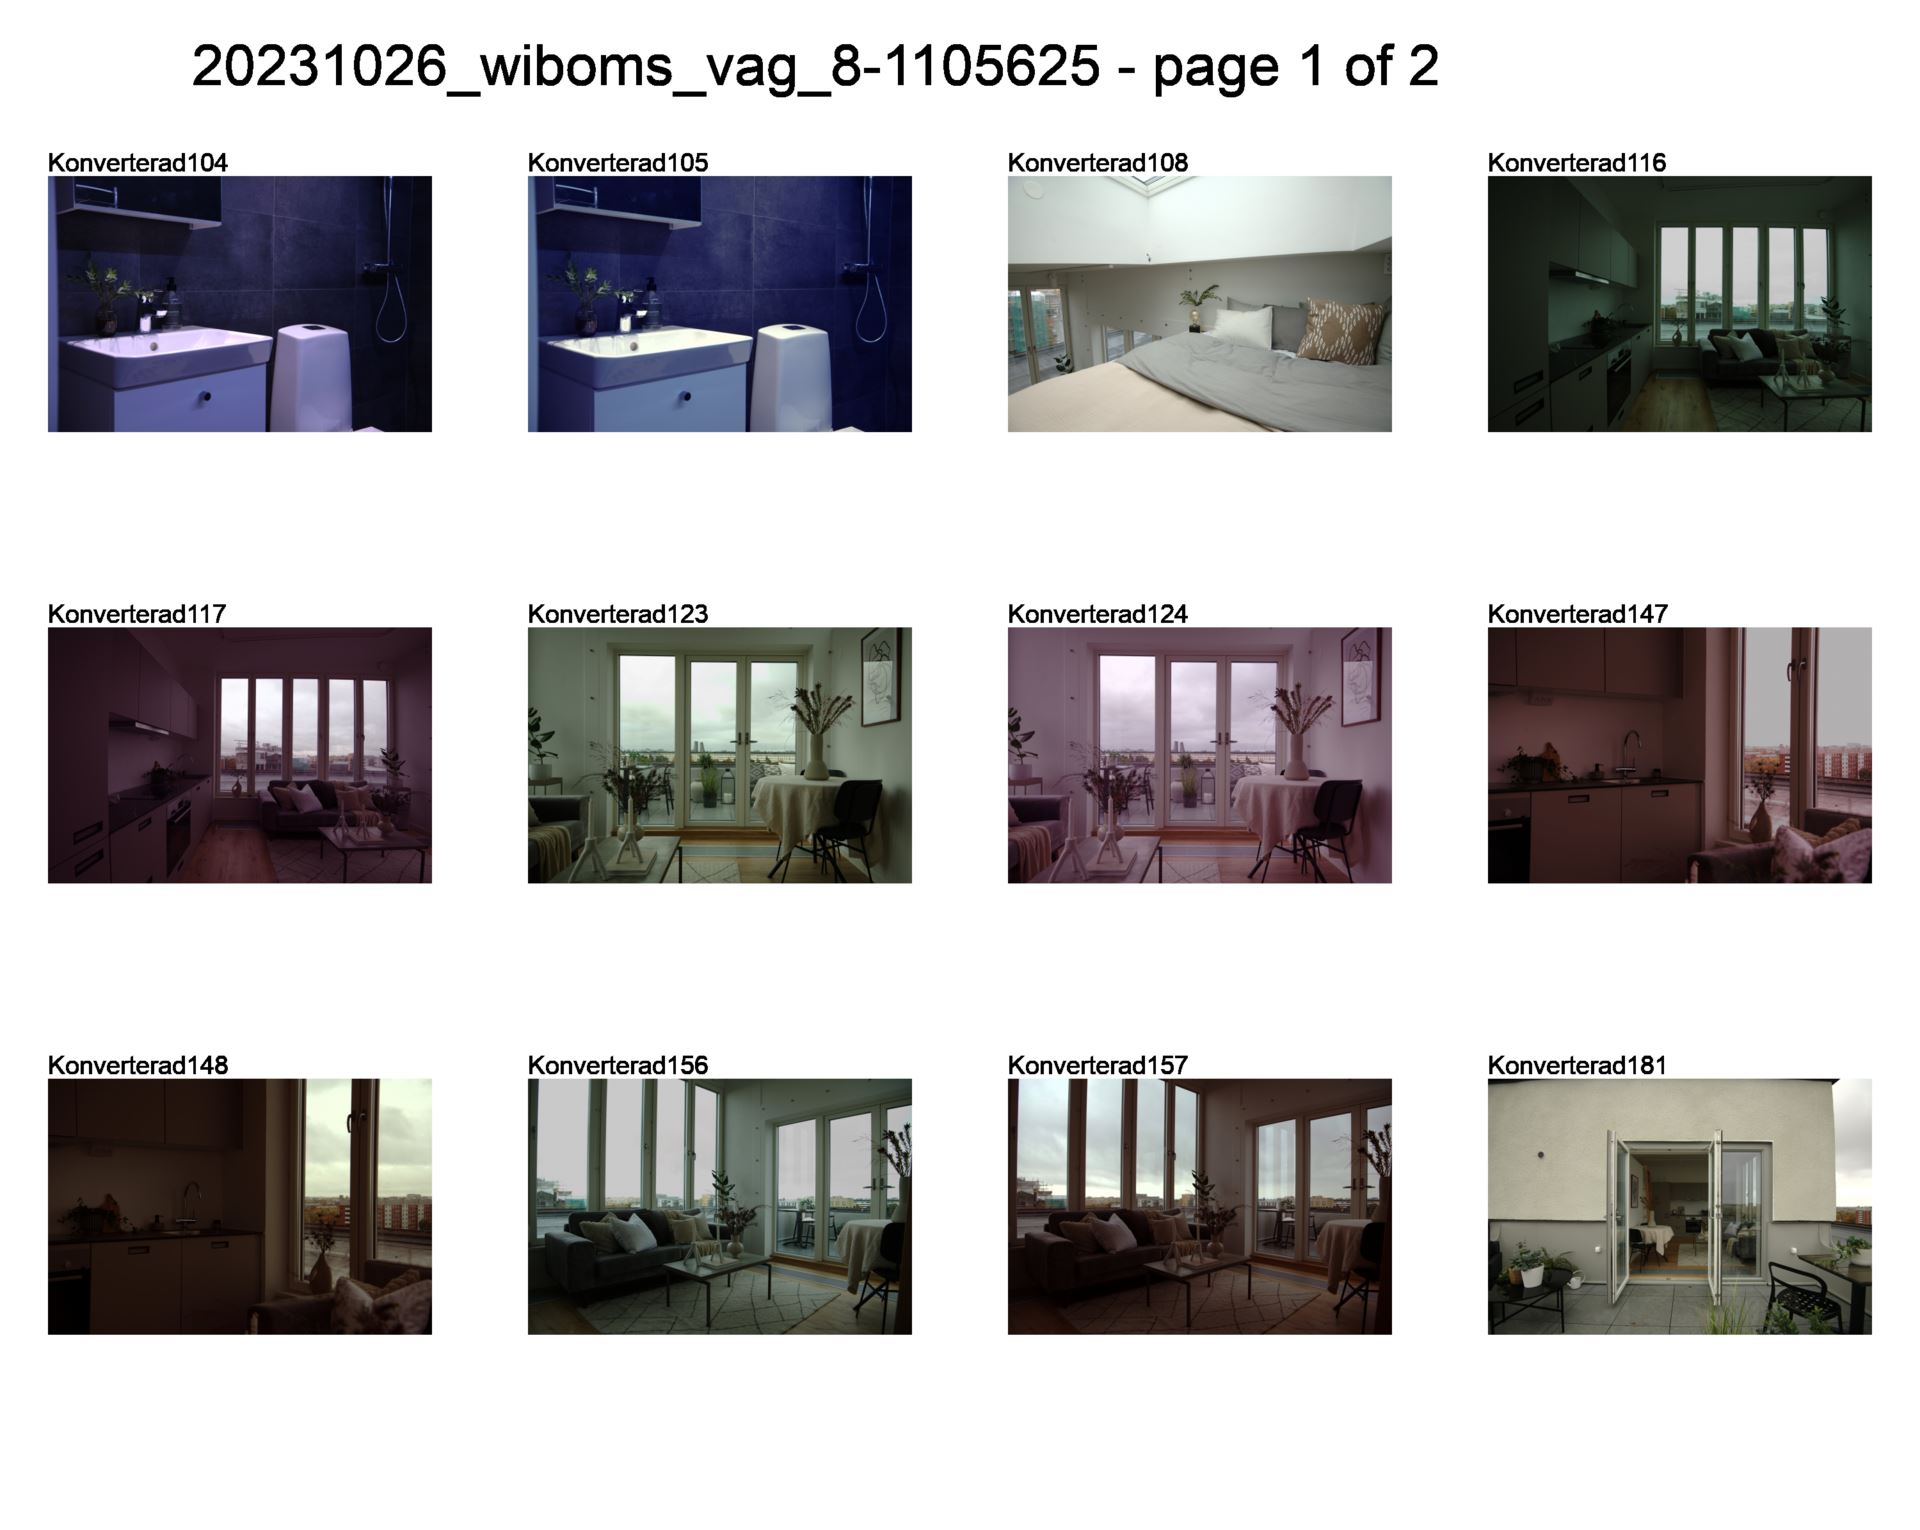 20231026_wiboms_vag_8-1105625 - page 1 of 2
Konverterad104
Konverterad105
Konverterad108
Konverterad116
Konverterad117
Konverterad123
Konverterad124
Konverterad147
Konverterad148
Konverterad156
Konverterad157
Konverterad181